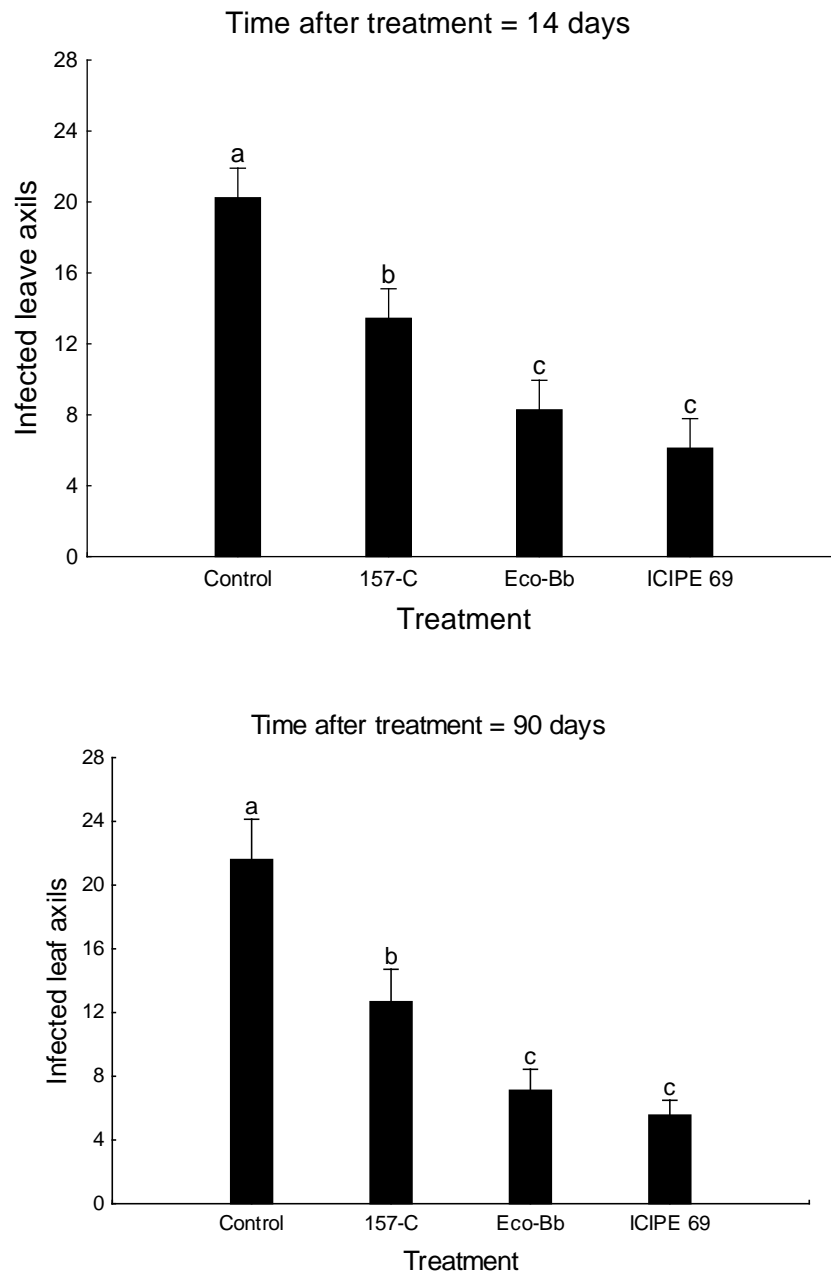 Time after treatment = 14 days
28
24
20
16
12
8
4
0
Infected leave axils
a
b
c
c
Control 157-C Eco-Bb ICIPE 69
Treatment
Time after treatment = 90 days
28
24
20
16
12
8
4
0
Infected leaf axils
a
b
c
c
Control 157-C Eco-Bb ICIPE 69
Treatment